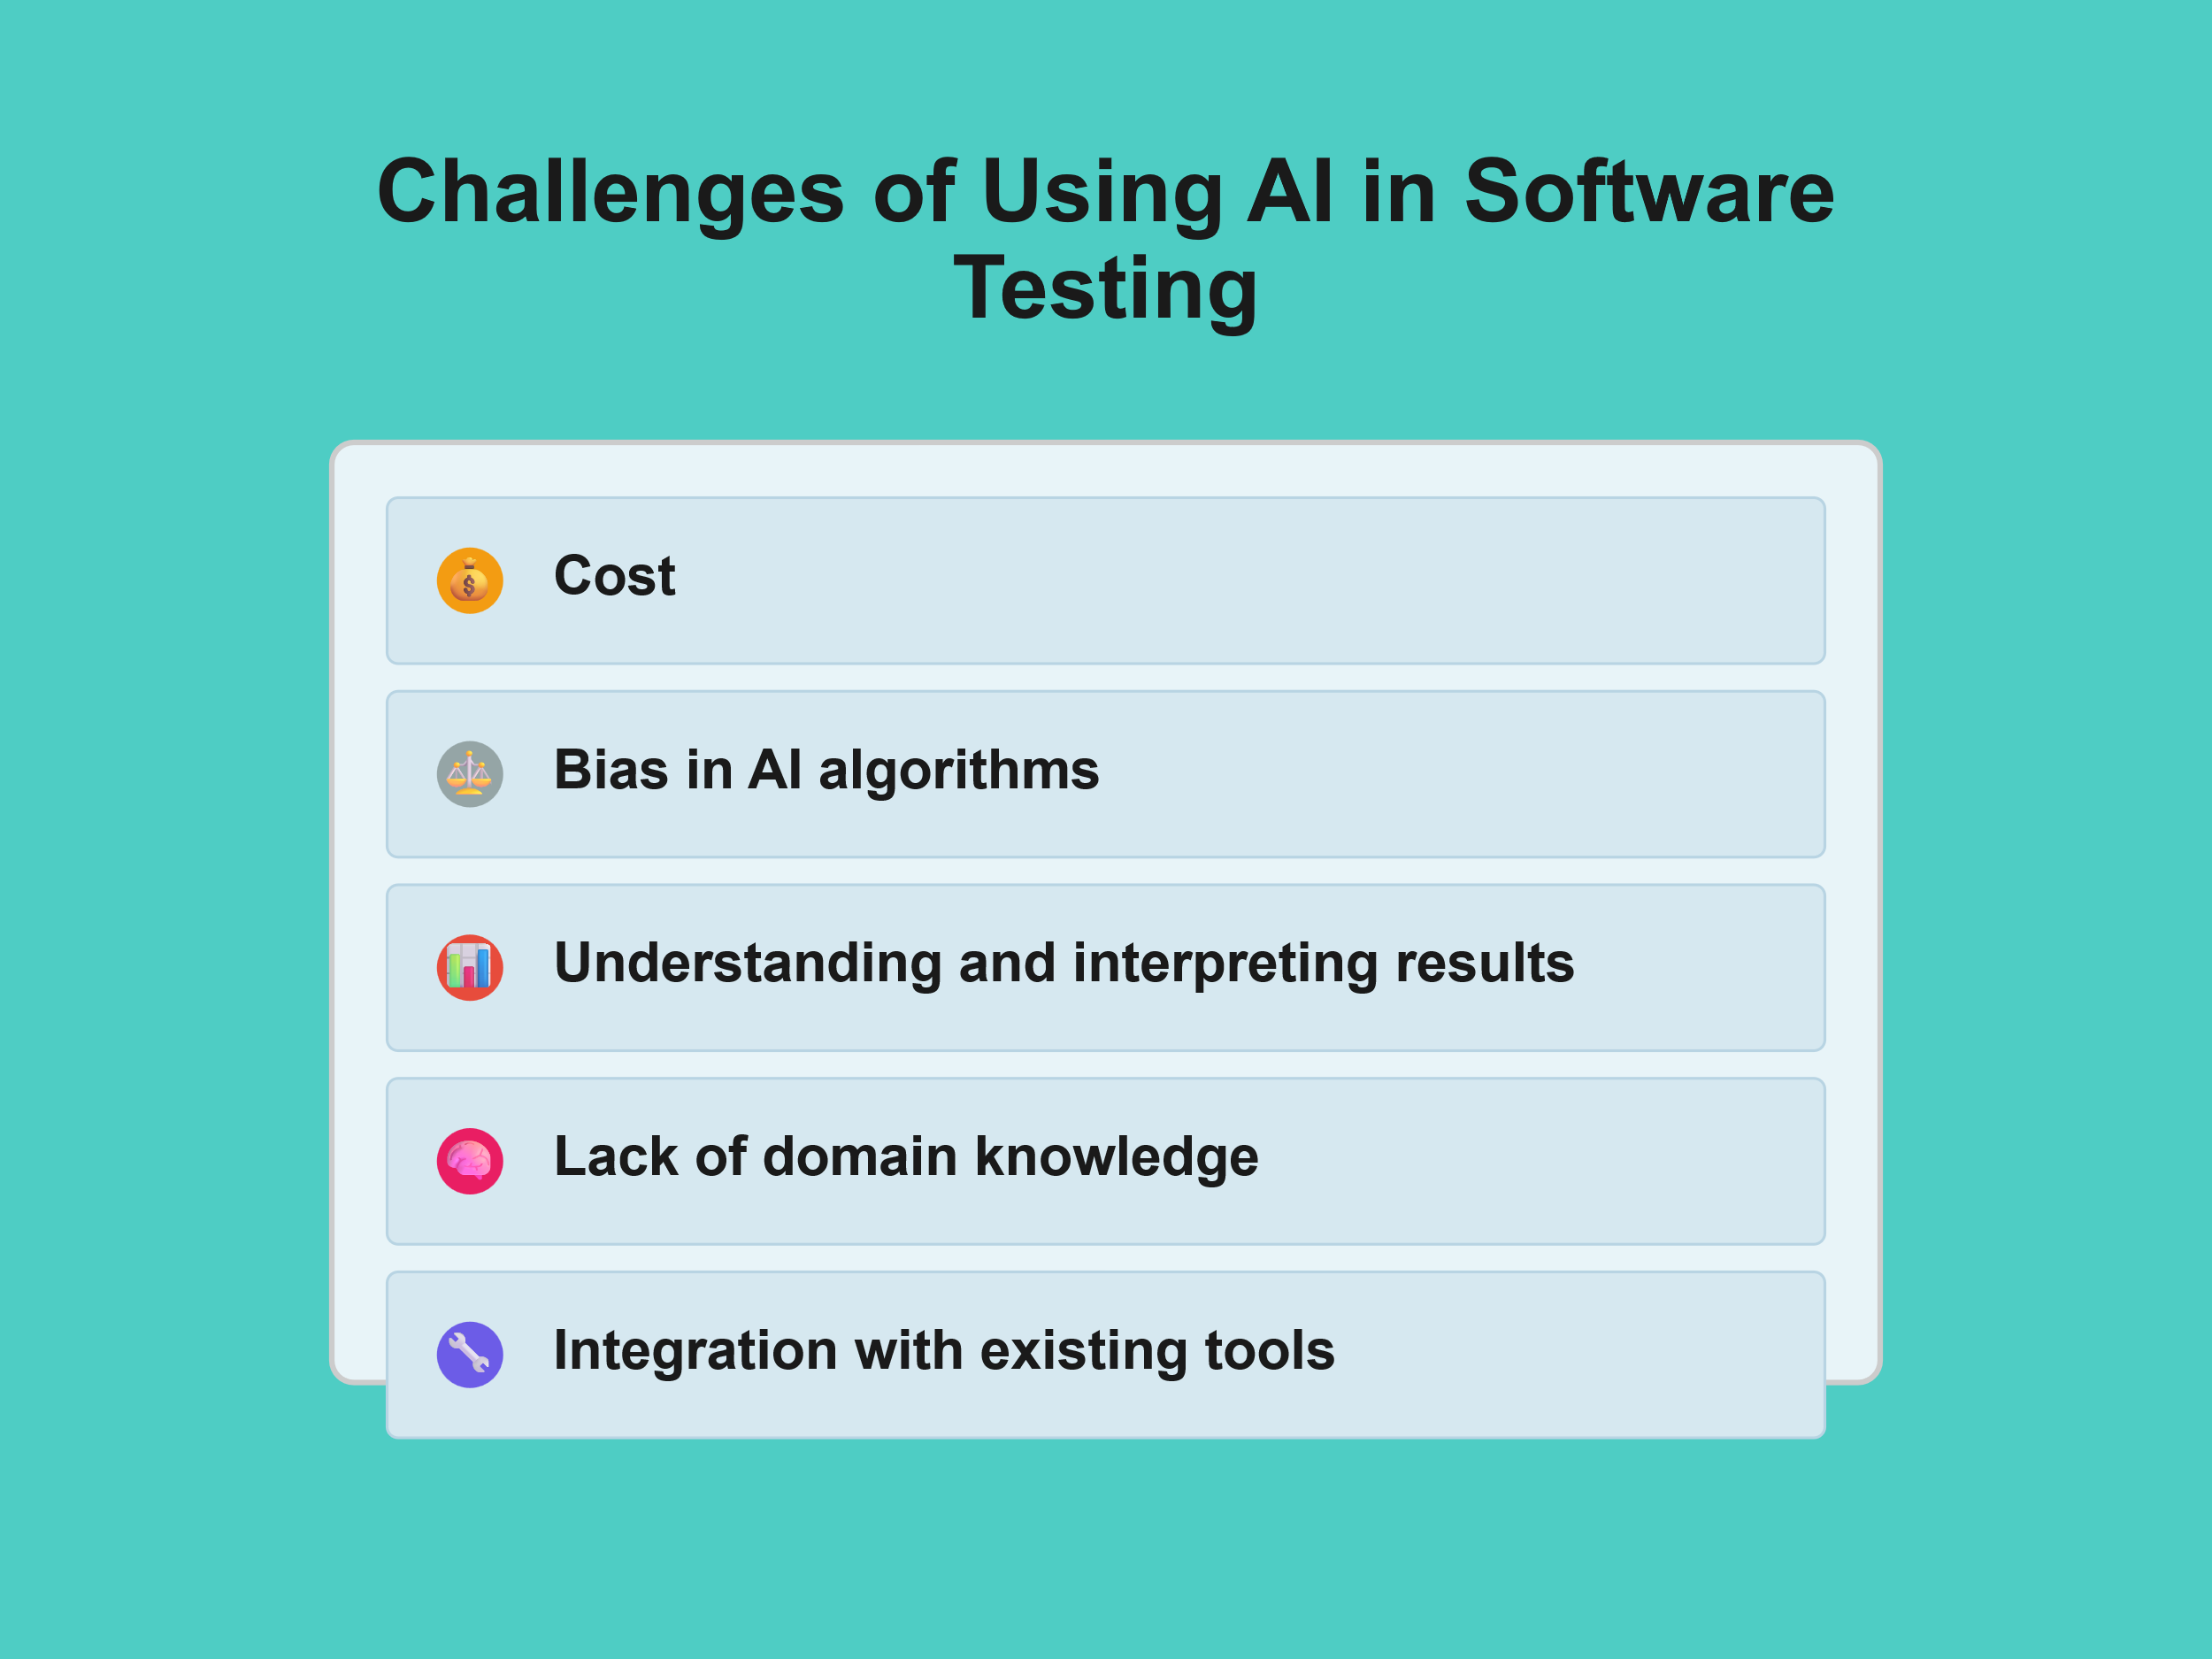 Challenges of Using AI in Software
Testing
Cost
Bias in AI algorithms
Understanding and interpreting results
Lack of domain knowledge
Integration with existing tools